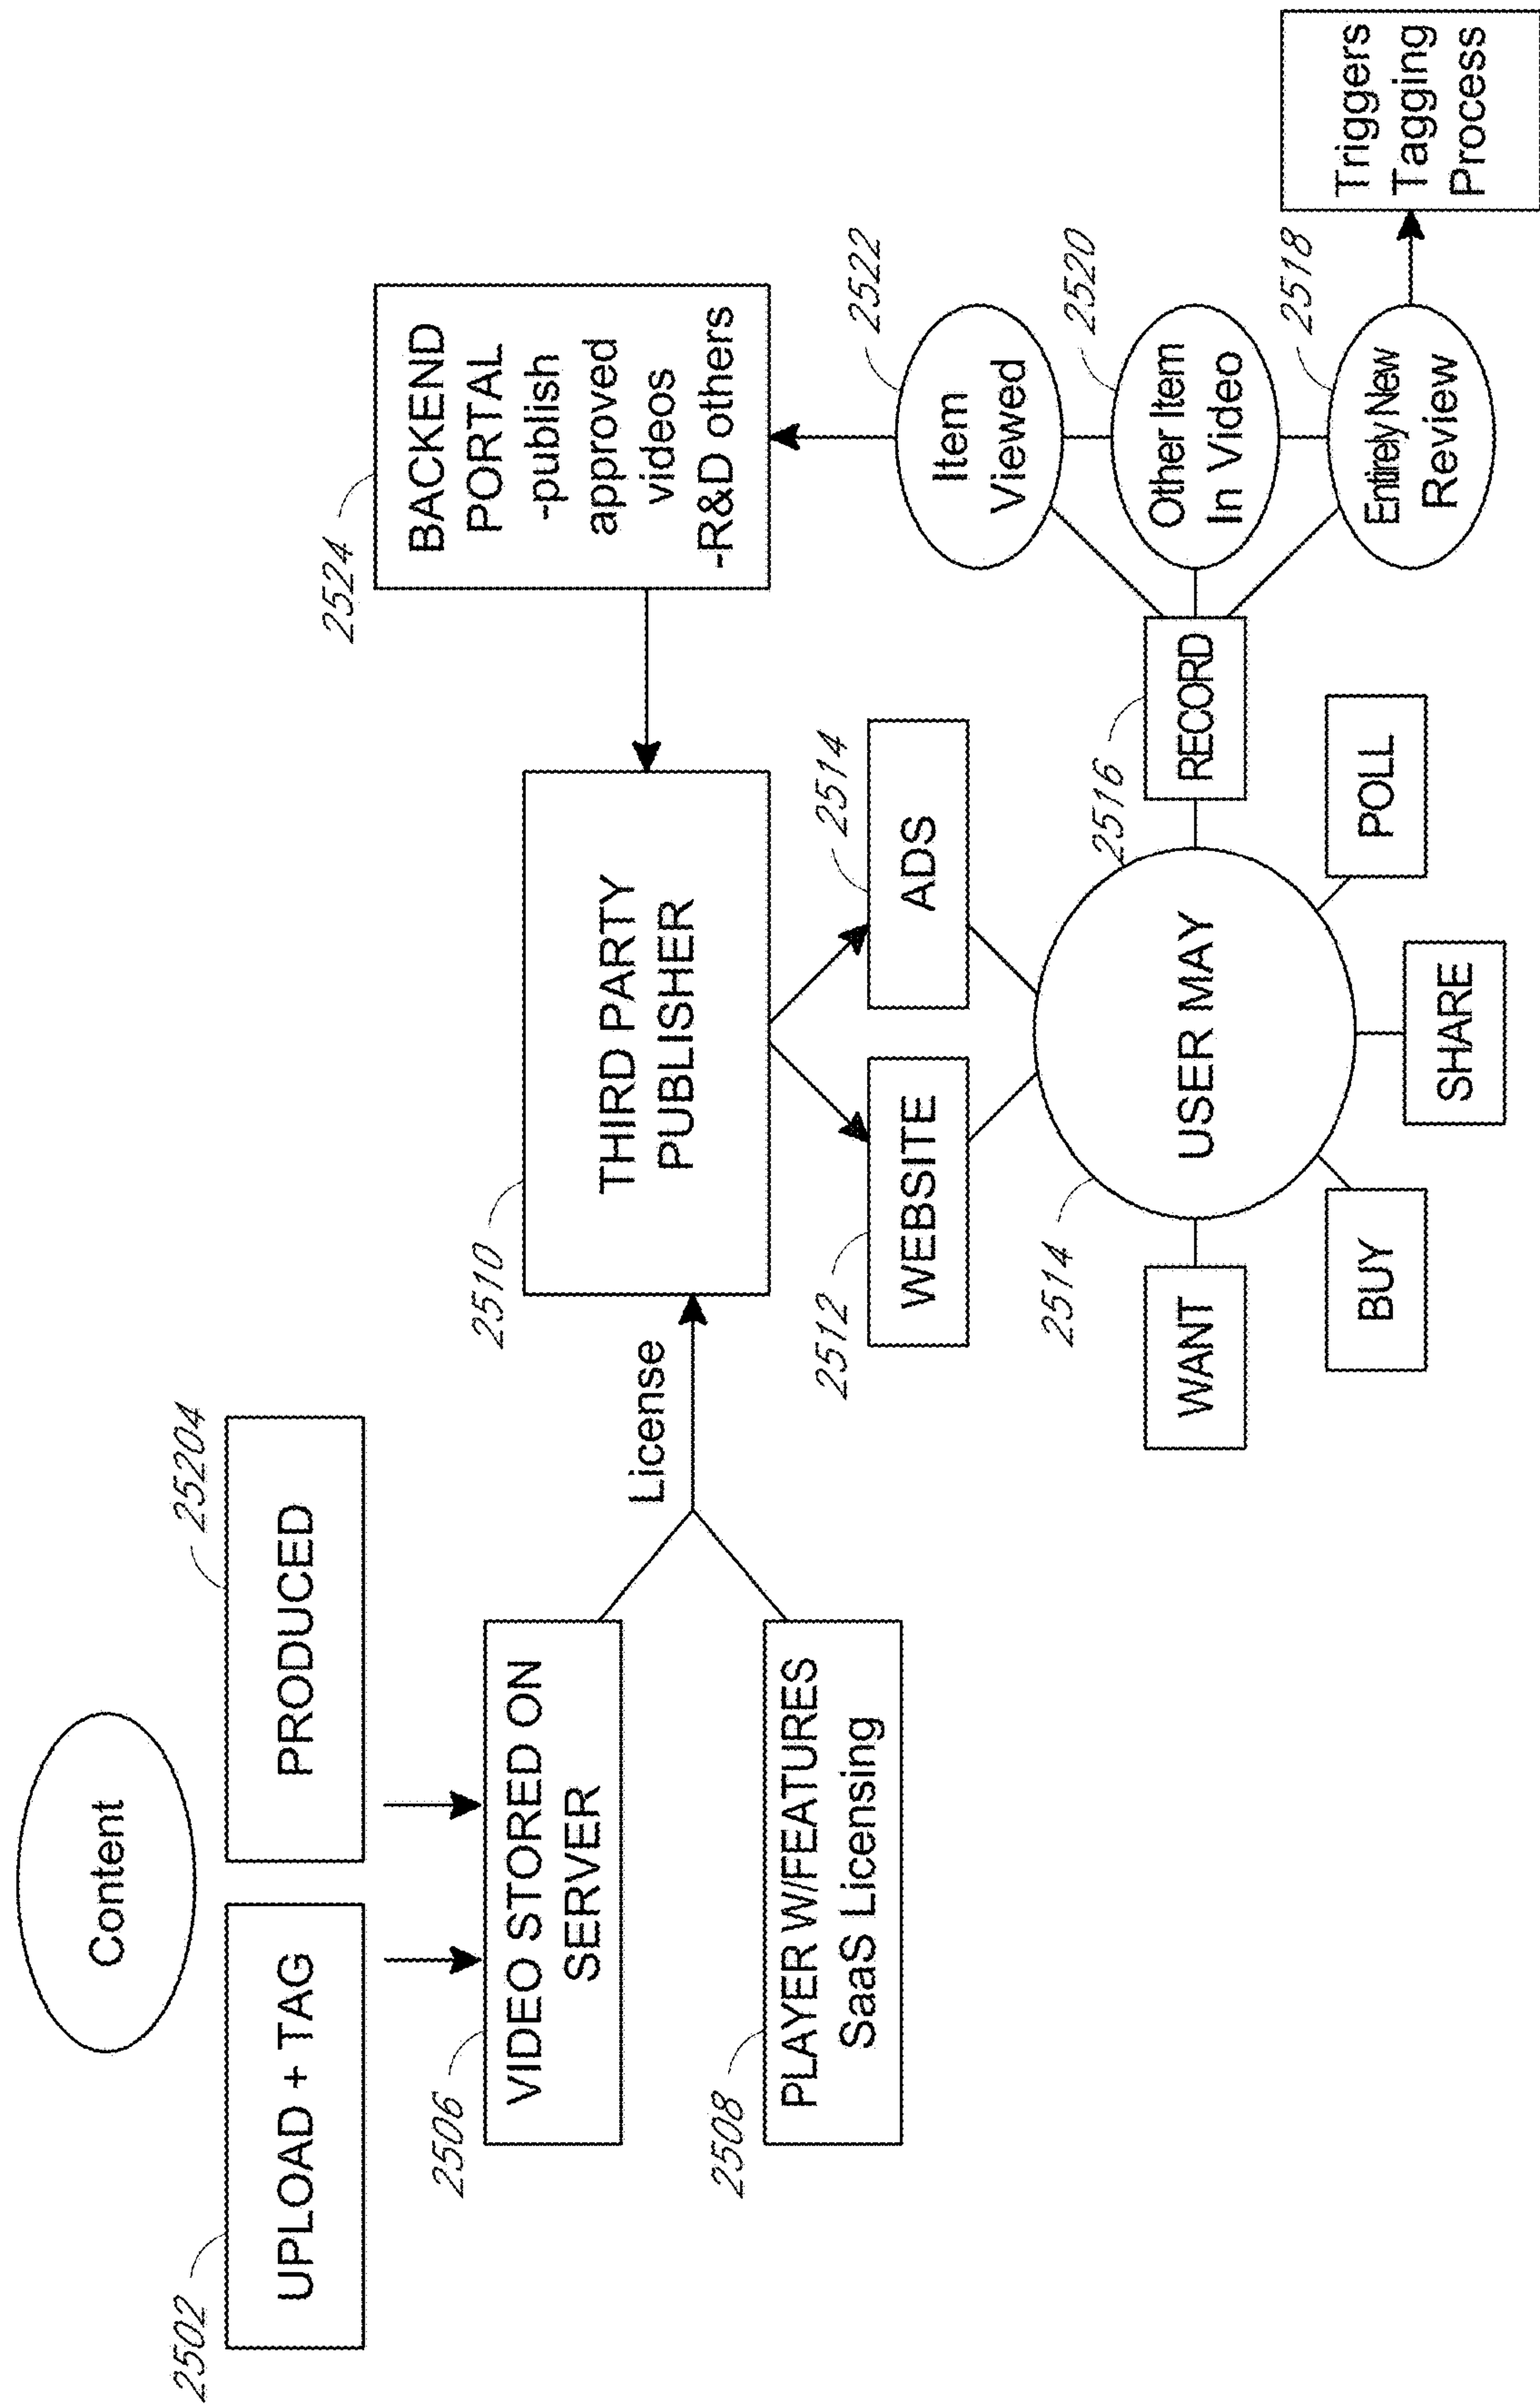 Content
2502
UPLOAD + TAG
25204
PRODUCED
2506
VIDEO STORED ON
SERVER
2508
PLAYER W/FEATURES
SaaS Licensing
License
2510
THIRD PARTY
PUBLISHER
2524
BACKEND
PORTAL
-publish
approved
videos
-R&D others
2512
WEBSITE
2514
ADS
2514
USER MAY
WANT
BUY
SHARE
POLL
2516
RECORD
2522
Item
Viewed
2520
Other Item
In Video
2518
Entirely New
Review
Triggers
Tagging
Process